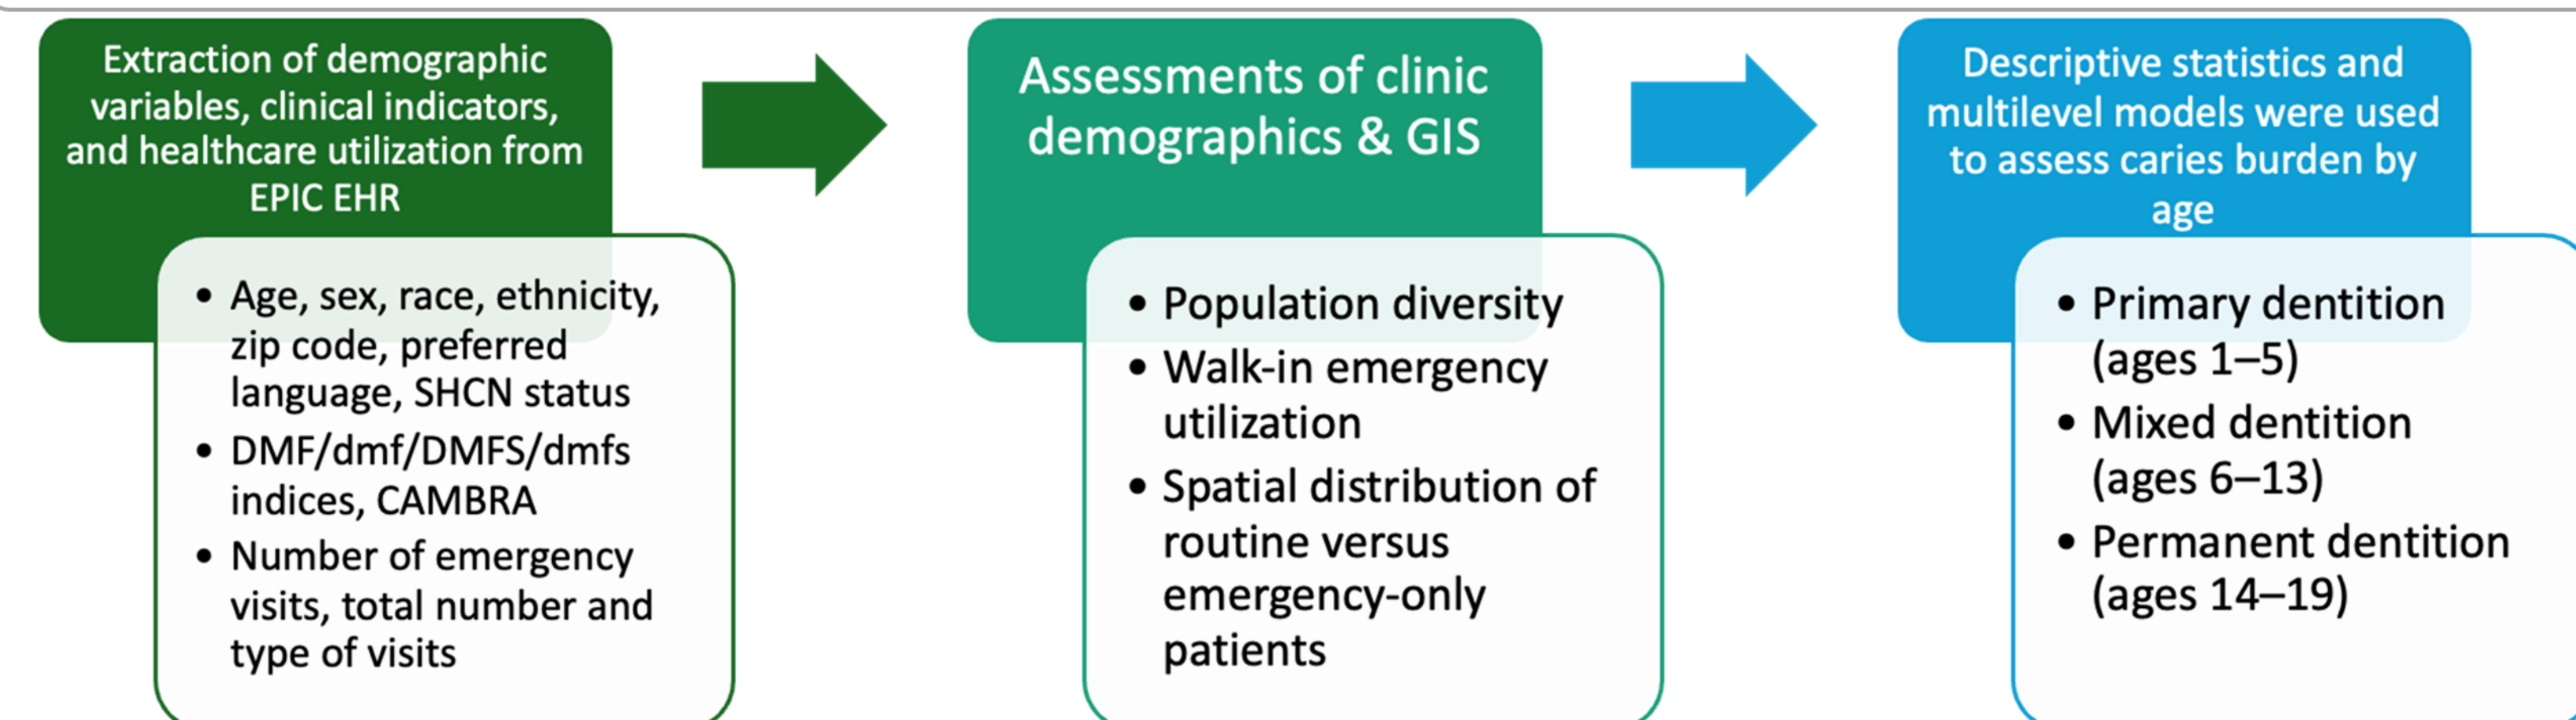 Extraction of demographic
variables, clinical indicators,
and healthcare utilization from
EPIC EHR
• Age, sex, race, ethnicity,
zip code, preferred
language, SHCN status
• DMF/dmf/DMFS/dmfs
indices, CAMBRA
• Number of emergency
visits, total number and
type of visits
Assessments of clinic
demographics & GIS
• Population diversity
• Walk-in emergency
utilization
• Spatial distribution of
routine versus
emergency-only
patients
Descriptive statistics and
multilevel models were used
to assess caries burden by
age
• Primary dentition
(ages 1–5)
• Mixed dentition
(ages 6–13)
• Permanent dentition
(ages 14–19)